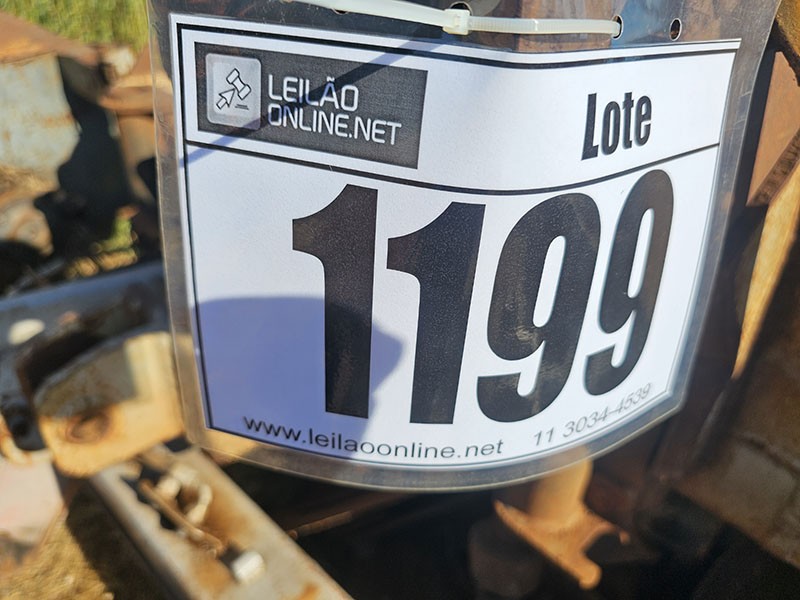 LEILÃO
ONLINE.NET
Lote
1199
www.leilaoonline.net 11 3034-4539